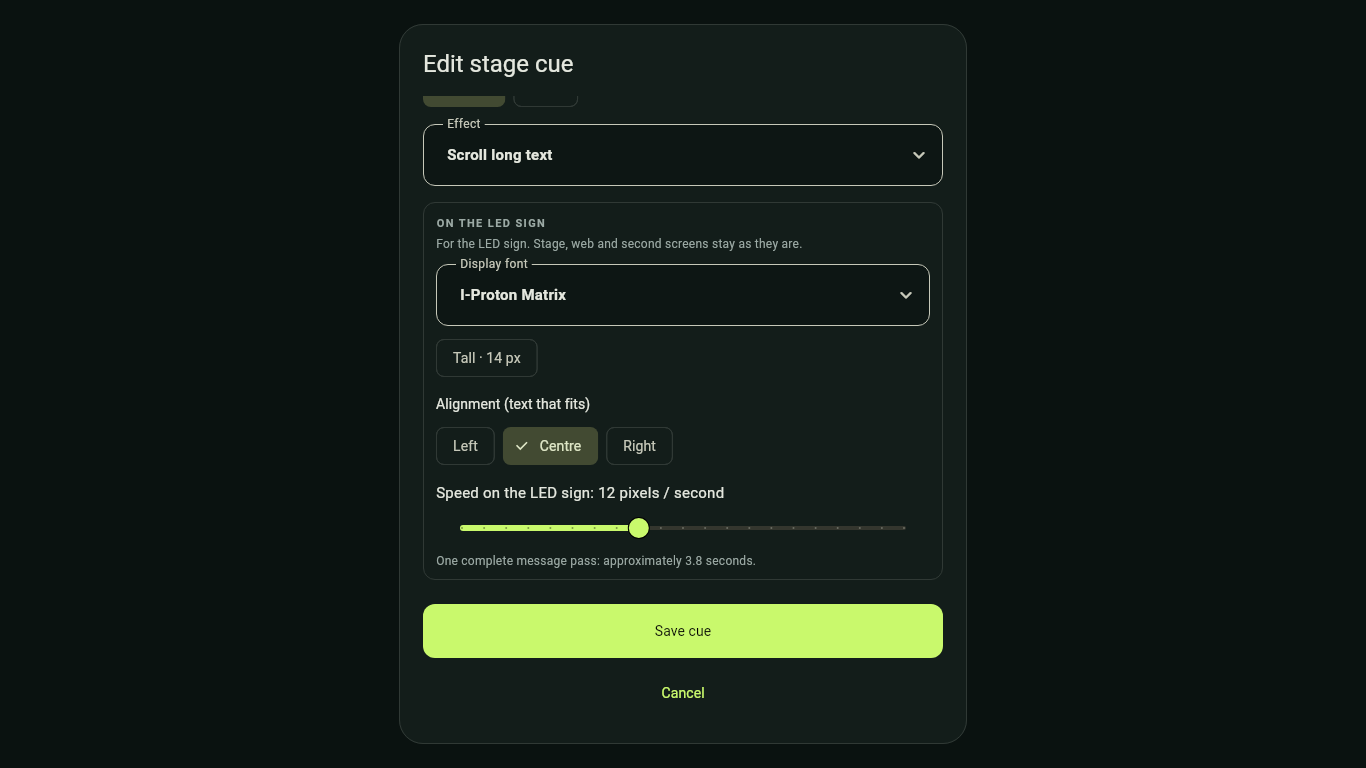 Edit stage cue
Effect
Scroll long text
ON THE LED SIGN
For the LED sign. Stage, web and second screens stay as they are.
Display font
I-Proton Matrix
Tall · 14 px
Alignment (text that fits)
Left
Centre
Right
Speed on the LED sign: 12 pixels / second
One complete message pass: approximately 3.8 seconds.
Save cue
Cancel